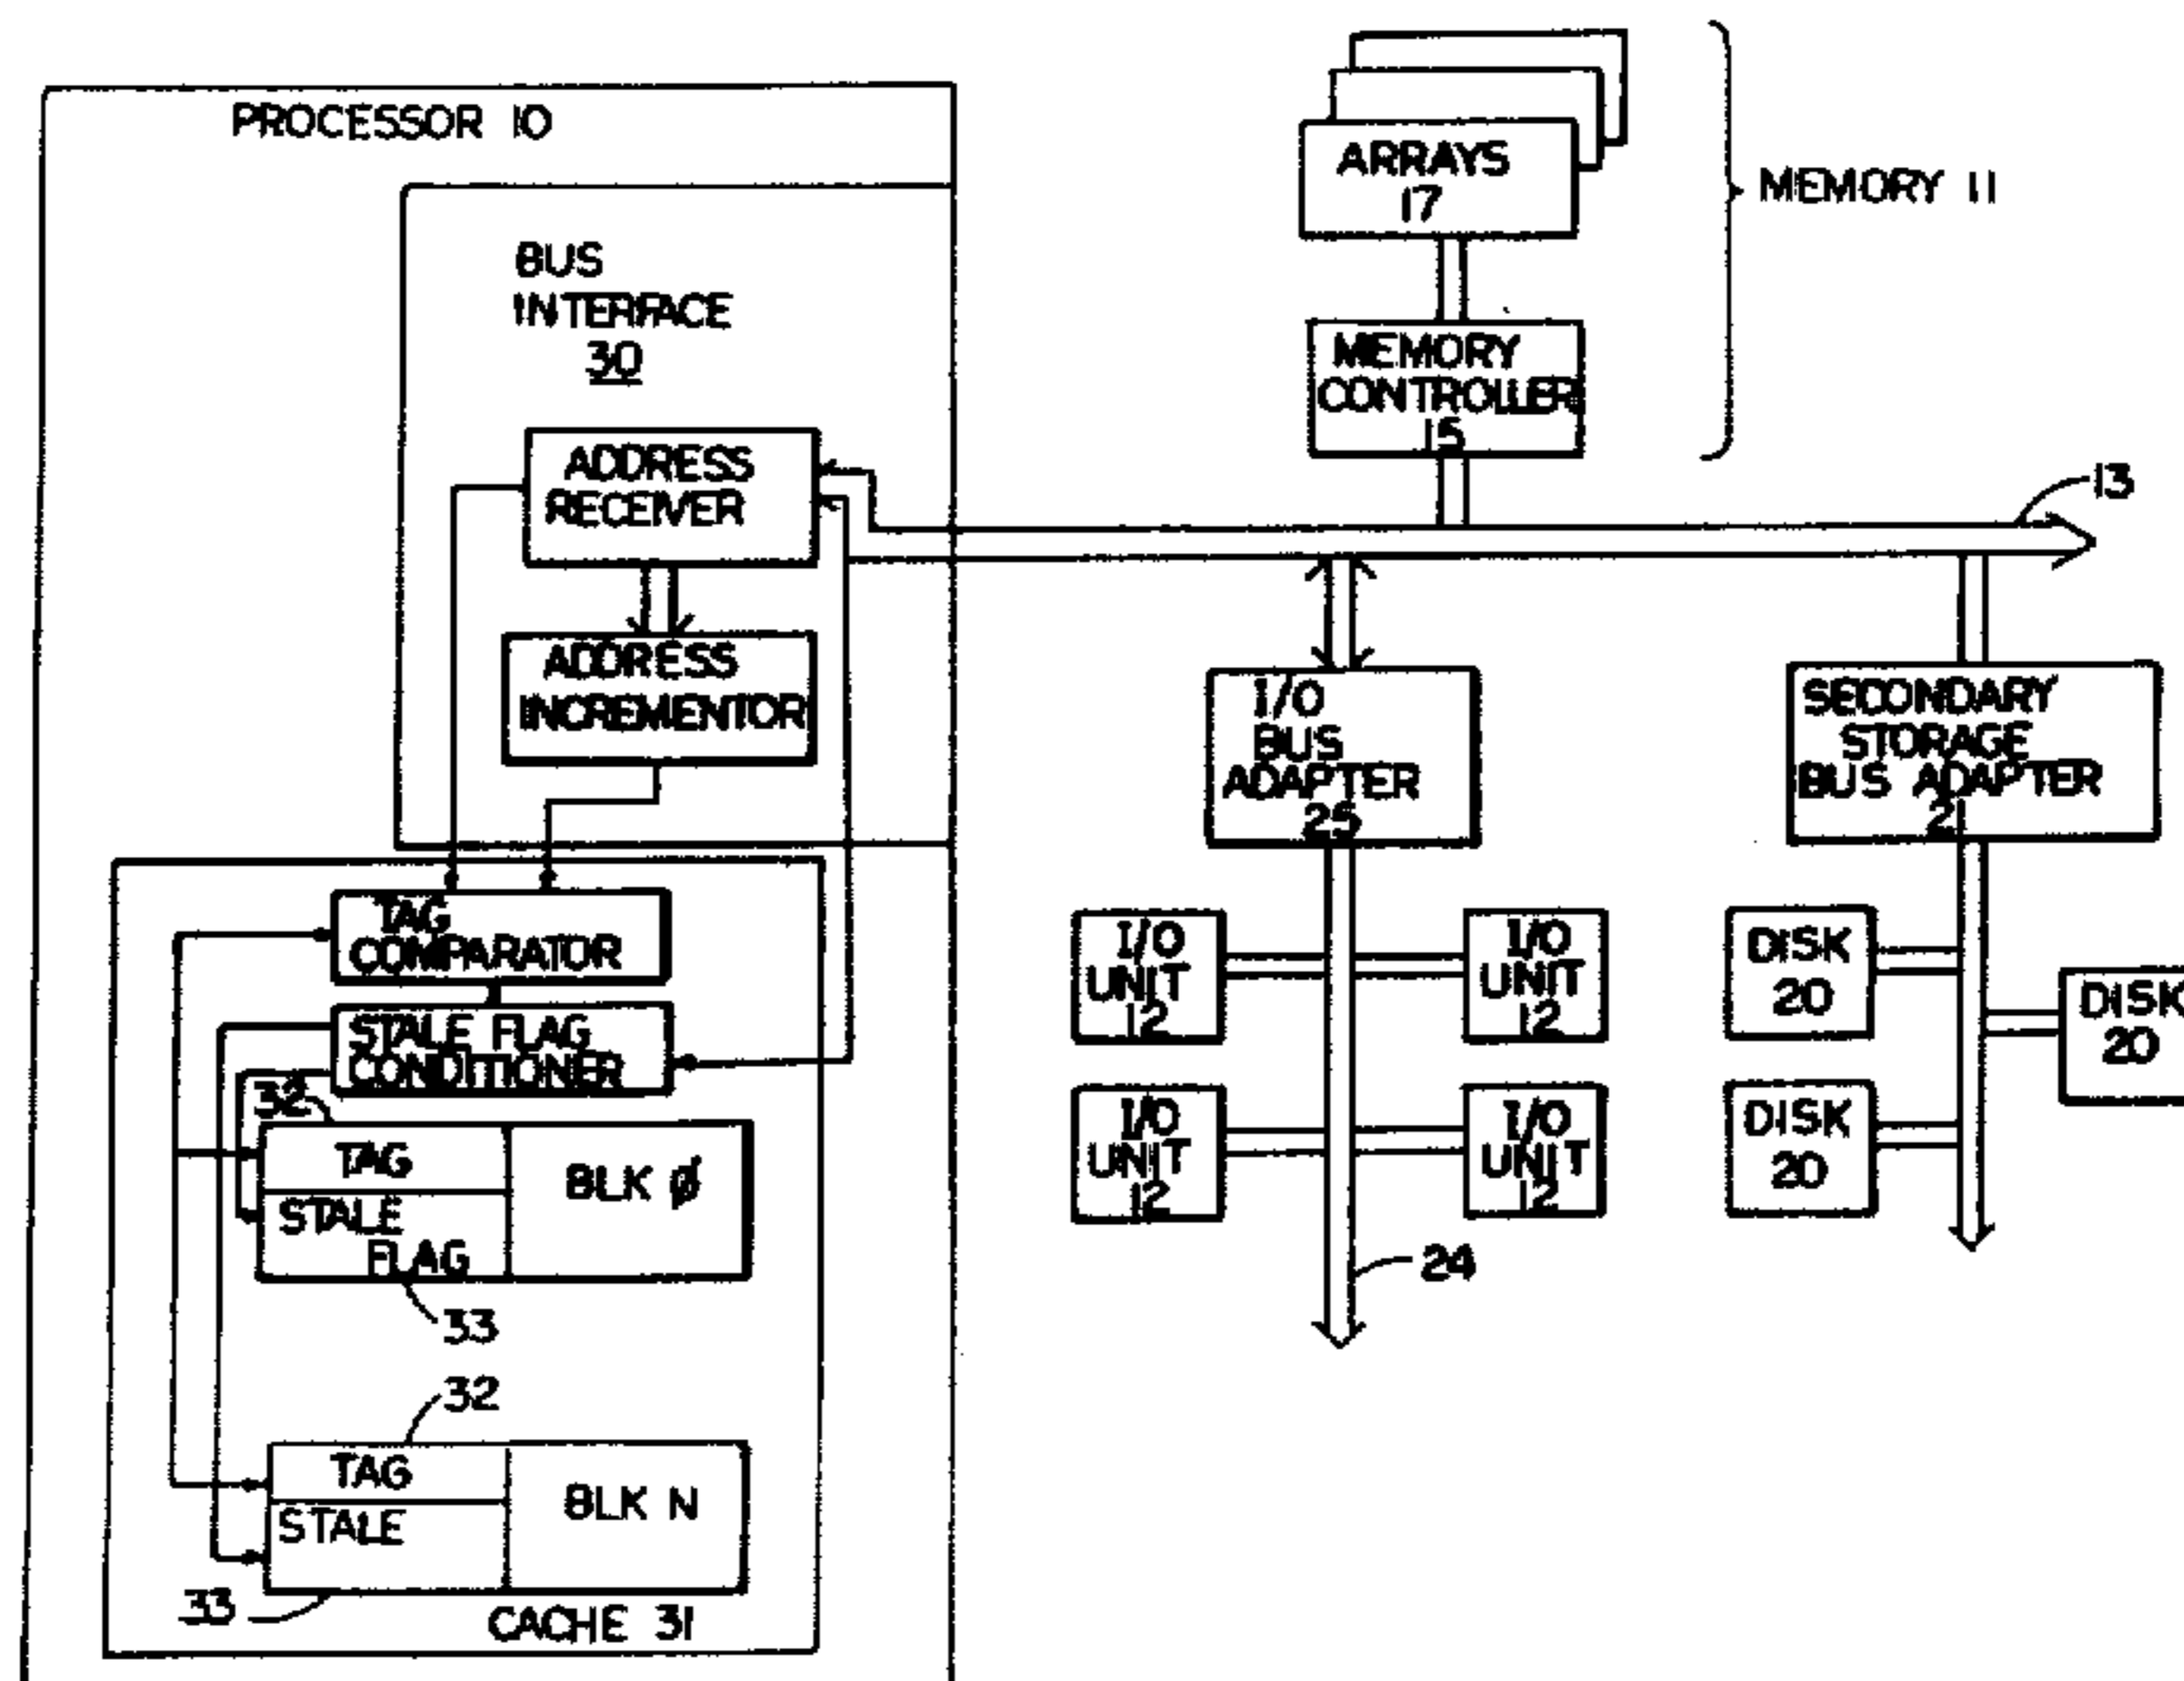 PROCESSOR 10
BUS
INTERFACE
30
ADDRESS
RECEIVER
ADDRESS
INCREMENTOR
TAG
COMPARATOR
STALE FLAG
CONDITIONER
32
TAG
BLK Ø
STALE
FLAG
33
32
TAG
BLK N
STALE
33
CACHE 31
ARRAYS
17
MEMORY 11
MEMORY
CONTROLLER
15
13
I/O
BUS
ADAPTER
25
SECONDARY
STORAGE
BUS ADAPTER
21
I/O
UNIT
12
I/O
UNIT
12
I/O
UNIT
12
I/O
UNIT
12
24
DISK
20
DISK
20
DISK
20